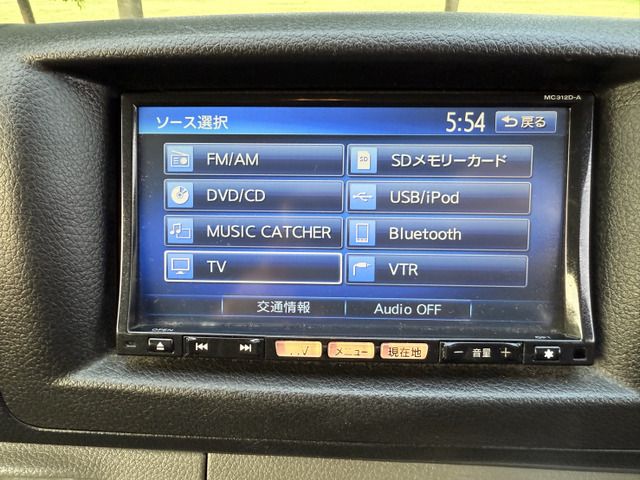 MC312D-A
ソース選択 5:54 戻る
FM/AM SD SDメモリーカード
DVD/CD USB/iPod
MUSIC CATCHER Bluetooth
TV VTR
交通情報 Audio OFF
OPEN
メニュー 現在地 − 音量 +